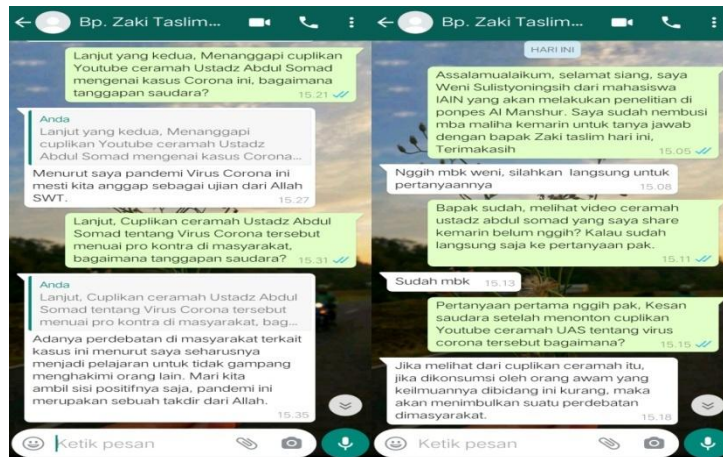 Bp. Zaki Taslim...
Lanjut yang kedua, Menanggapi cuplikan
Youtube ceramah Ustadz Abdul Somad
mengenai kasus Corona ini, bagaimana
tanggapan saudara?
15.21
Anda
Lanjut yang kedua, Menanggapi
cuplikan Youtube ceramah Ustadz
Abdul Somad mengenai kasus Corona...
Menurut saya pandemi Virus Corona ini
mesti kita anggap sebagai ujian dari Allah
SWT.
15.27
Lanjut, Cuplikan ceramah Ustadz Abdul
Somad tentang Virus Corona tersebut
menuai pro kontra di masyarakat,
bagaimana tanggapan saudara?
15.31
Anda
Lanjut, Cuplikan ceramah Ustadz Abdul
Somad tentang Virus Corona tersebut
menuai pro kontra di masyarakat, bag...
Adanya perdebatan di masyarakat terkait
kasus ini menurut saya seharusnya
menjadi pelajaran untuk tidak gampang
menghakimi orang lain. Mari kita
ambil sisi positifnya saja, pandemi ini
merupakan sebuah takdir dari Allah.
15.35
Ketik pesan
Bp. Zaki Taslim...
HARI INI
Assalamualaikum, selamat siang, saya
Weni Sulistyoningsih dari mahasiswa
IAIN yang akan melakukan penelitian di
ponpes Al Manshur. Saya sudah nembusi
mba maliha kemarin untuk tanya jawab
dengan bapak Zaki taslim hari ini,
Terimakasih
15.05
Nggih mbk weni, silahkan langsung untuk
pertanyaannya
15.08
Bapak sudah, melihat video ceramah
ustadz abdul somad yang saya share
kemarin belum nggih? Kalau sudah
langsung saja ke pertanyaan pak.
15.11
Sudah mbk
15.13
Pertanyaan pertama nggih pak, Kesan
saudara setelah menonton cuplikan
Youtube ceramah UAS tentang virus
corona tersebut bagaimana?
15.15
Jika melihat dari cuplikan ceramah itu,
jika dikonsumsi oleh orang awam yang
keilmuannya dibidang ini kurang, maka
akan menimbulkan suatu perdebatan
dimasyarakat.
15.18
Ketik pesan